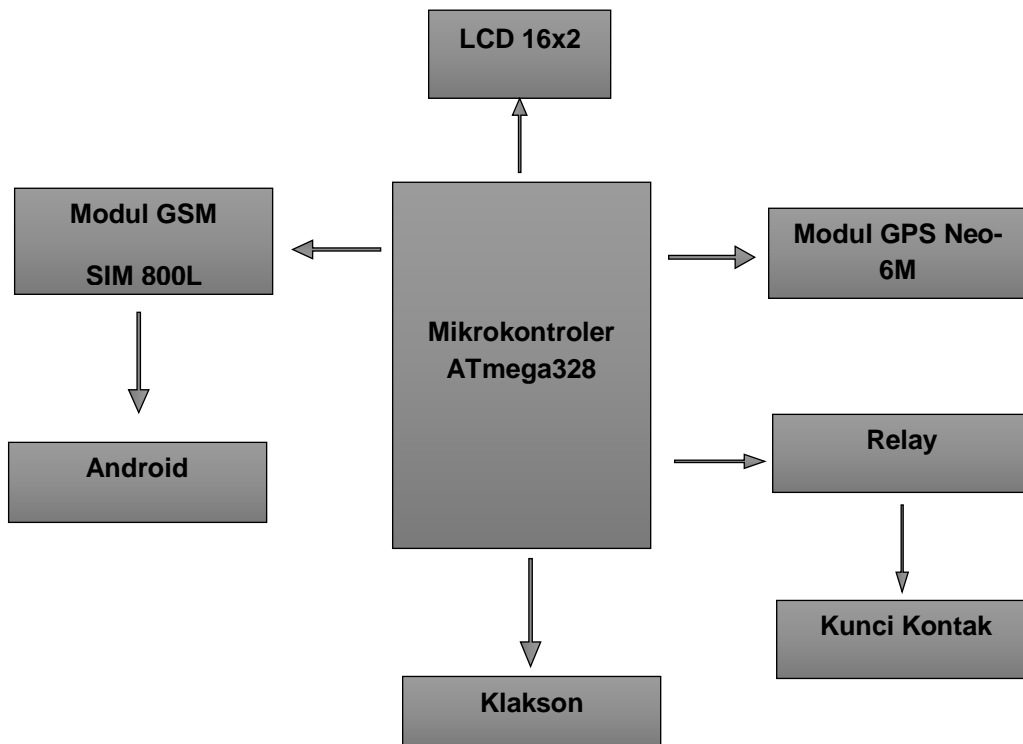 LCD 16x2
Modul GSM
SIM 800L
Modul GPS Neo-
6M
Mikrokontroler
ATmega328
Android
Relay
Kunci Kontak
Klakson